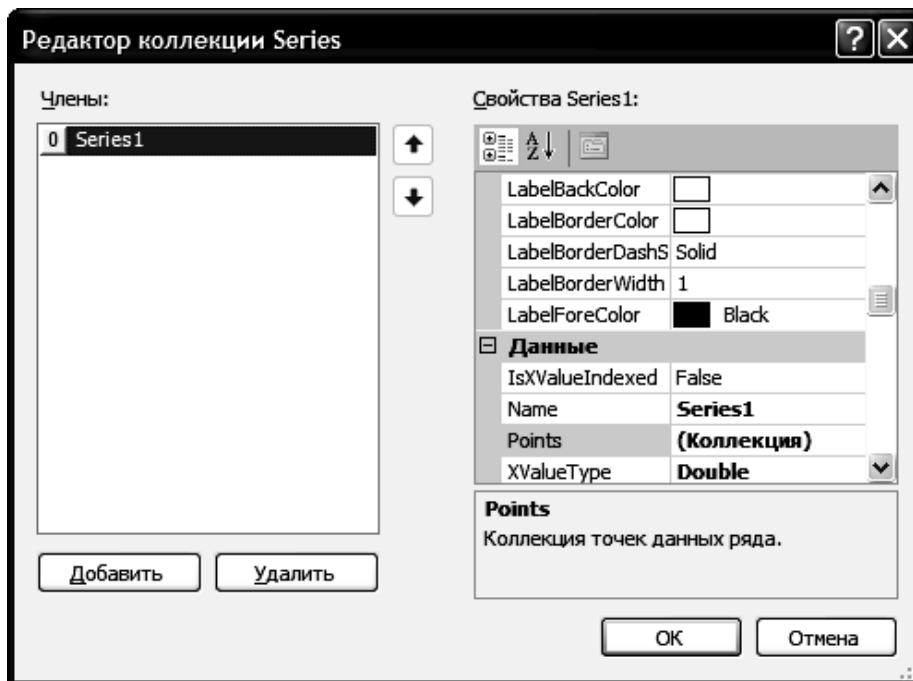 Редактор коллекции Series
Члены:
0 Series1
Добавить Удалить
Свойства Series1:
LabelBackColor
LabelBorderColor
LabelBorderDashS Solid
LabelBorderWidth 1
LabelForeColor Black
Данные
IsXValueIndexed False
Name Series1
Points (Коллекция)
XValueType Double
Points
Коллекция точек данных ряда.
ОК Отмена